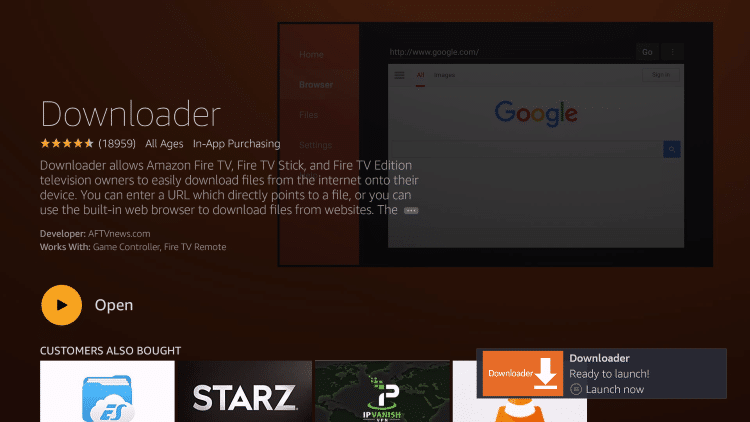 Home
http://www.google.com/
Go
All Images
Sign in
Browser
Google
Files
Settings
Downloader
(18959) All Ages In-App Purchasing
Downloader allows Amazon Fire TV, Fire TV Stick, and Fire TV Edition
television owners to easily download files from the internet onto their
device. You can enter a URL which directly points to a file, or you can
use the built-in web browser to download files from websites. The
Developer: AFTVnews.com
Works With: Game Controller, Fire TV Remote
Open
CUSTOMERS ALSO BOUGHT
ES
STARZ
IPVANISH
VPN
Downloader
Downloader
Ready to launch!
Launch now